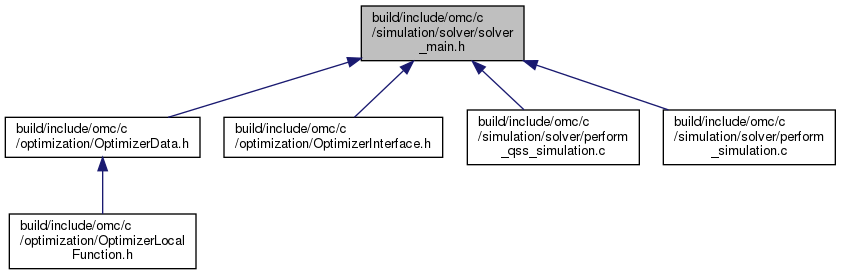 build/include/omc/c
/simulation/solver/solver
_main.h
build/include/omc/c
/optimization/OptimizerData.h
build/include/omc/c
/optimization/OptimizerInterface.h
build/include/omc/c
/simulation/solver/perform
_qss_simulation.c
build/include/omc/c
/simulation/solver/perform
_simulation.c
build/include/omc/c
/optimization/OptimizerLocal
Function.h